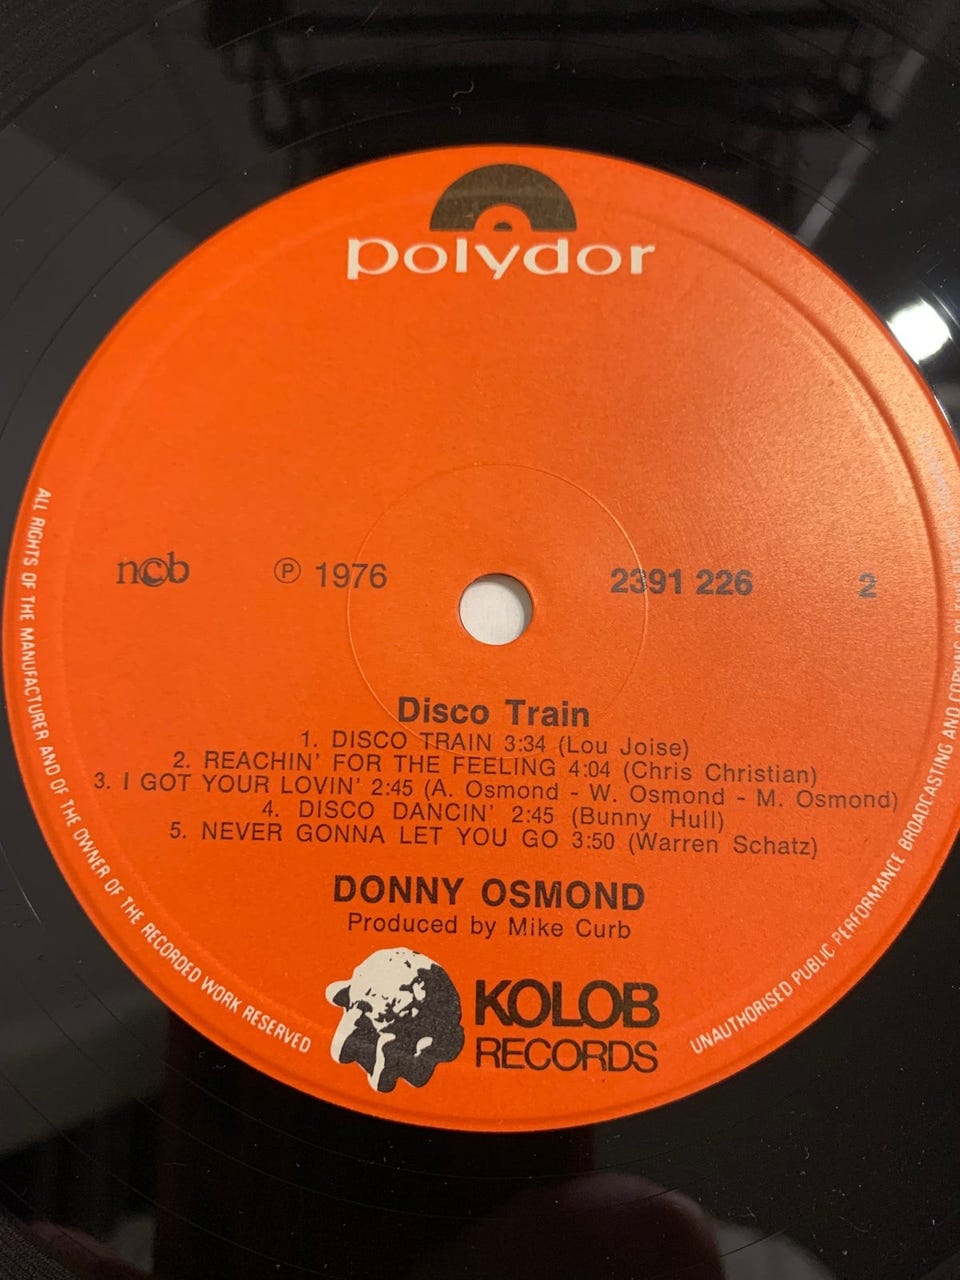 polydor
ncb
℗ 1976
2391 226
2
Disco Train
1. DISCO TRAIN 3:34 (Lou Joise)
2. REACHIN' FOR THE FEELING 4:04 (Chris Christian)
3. I GOT YOUR LOVIN' 2:45 (A. Osmond - W. Osmond - M. Osmond)
4. DISCO DANCIN' 2:45 (Bunny Hull)
5. NEVER GONNA LET YOU GO 3:50 (Warren Schatz)
DONNY OSMOND
Produced by Mike Curb
KOLOB
RECORDS
ALL RIGHTS OF THE MANUFACTURER AND OF THE OWNER OF THE RECORDED WORK RESERVED
UNAUTHORISED PUBLIC PERFORMANCE BROADCASTING AND COPYING OF